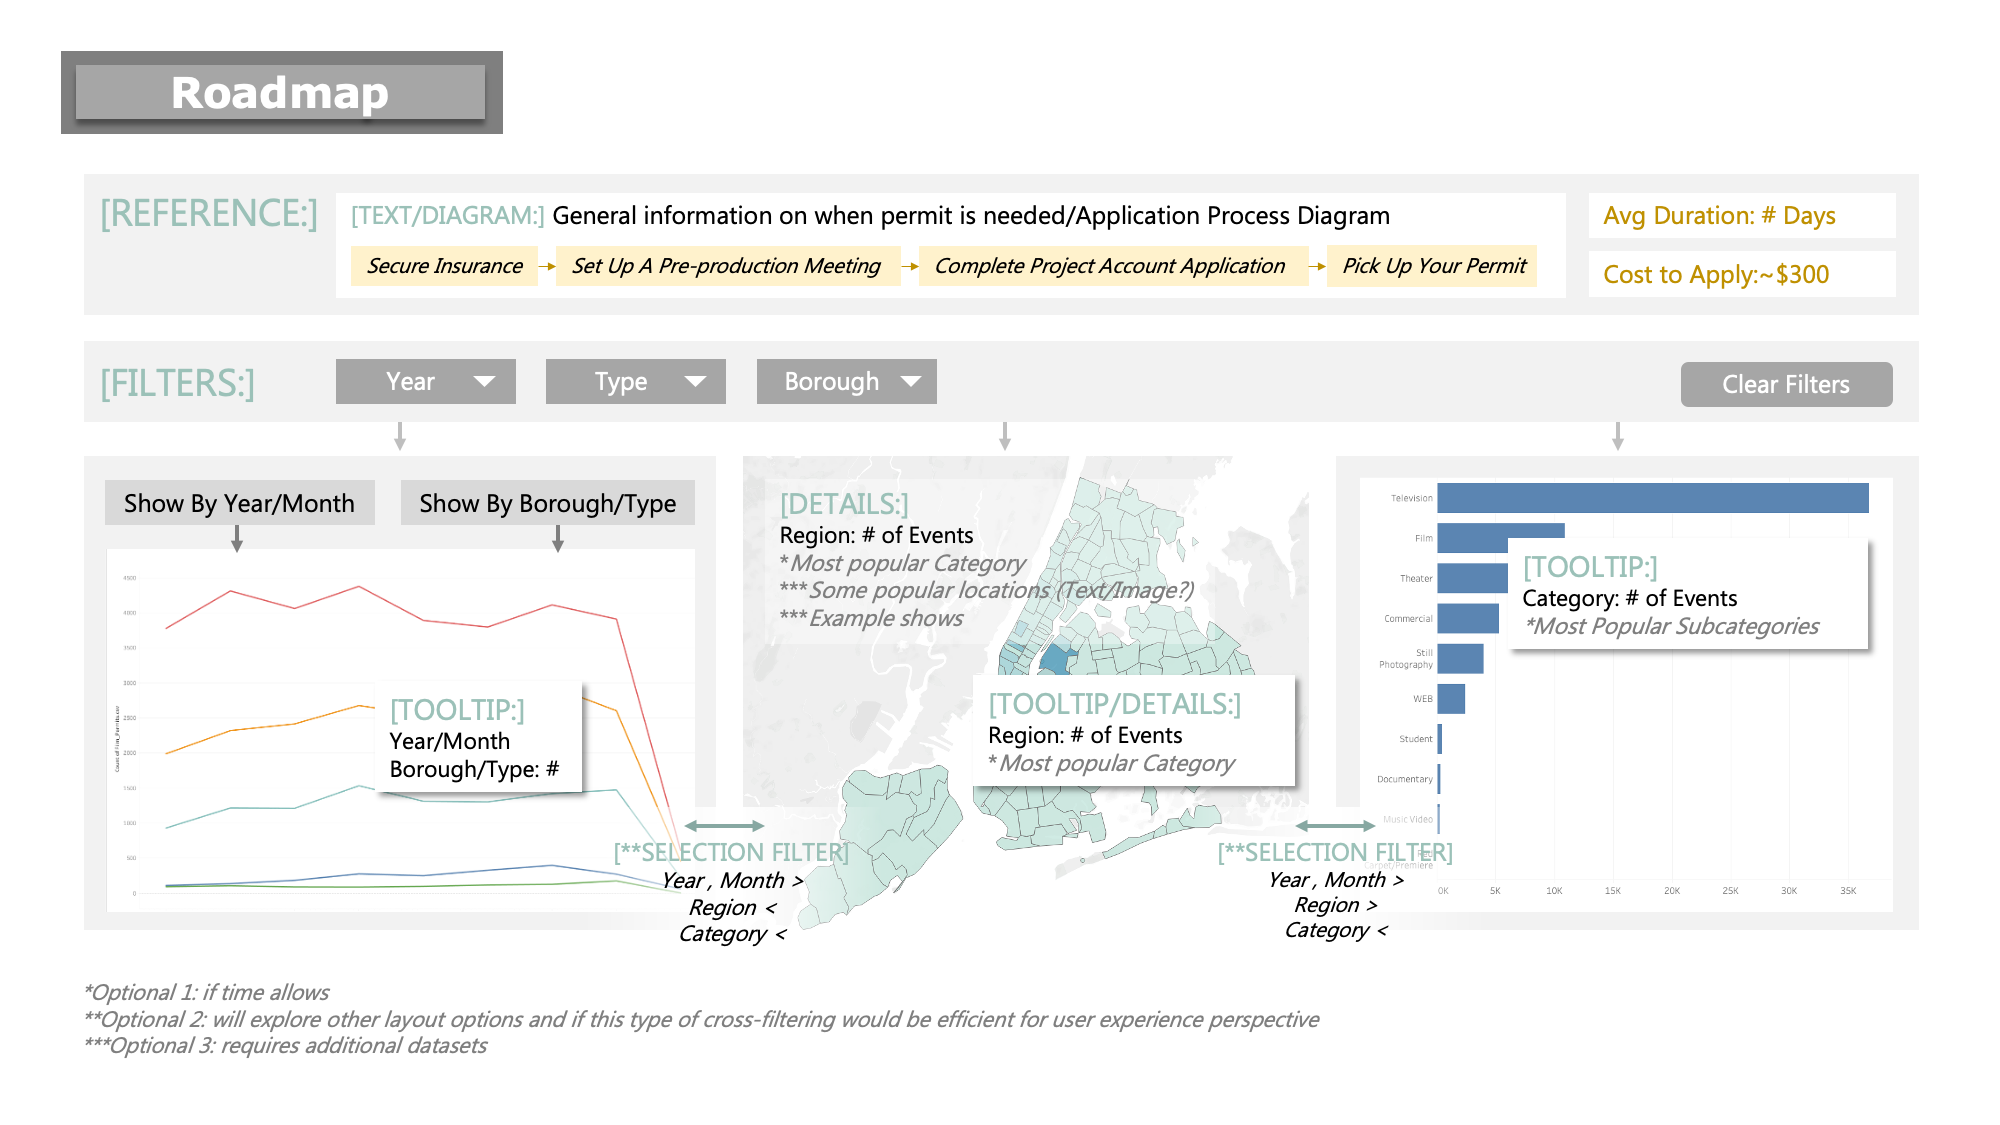 Roadmap
[REFERENCE:]
[TEXT/DIAGRAM:] General information on when permit is needed/Application Process Diagram
Secure Insurance
Set Up A Pre-production Meeting
Complete Project Account Application
Pick Up Your Permit
Avg Duration: # Days
Cost to Apply:~$300
[FILTERS:]
Year
Type
Borough
Clear Filters
Show By Year/Month
Show By Borough/Type
4500
4000
3500
3000
2500
2000
1500
1000
500
0
[TOOLTIP:]
Year/Month
Borough/Type: #
[DETAILS:]
Region: # of Events
*Most popular Category
***Some popular locations (Text/Image?)
***Example shows
[TOOLTIP/DETAILS:]
Region: # of Events
*Most popular Category
[**SELECTION FILTER]
Year , Month >
Region <
Category <
[**SELECTION FILTER]
Year , Month >
Region >
Category <
Television
Film
Theater
Commercial
Still
Photography
WEB
Student
Documentary
Music Video
Red
Carpet/Premiere
0K
5K
10K
15K
20K
25K
30K
35K
[TOOLTIP:]
Category: # of Events
*Most Popular Subcategories
*Optional 1: if time allows
**Optional 2: will explore other layout options and if this type of cross-filtering would be efficient for user experience perspective
***Optional 3: requires additional datasets